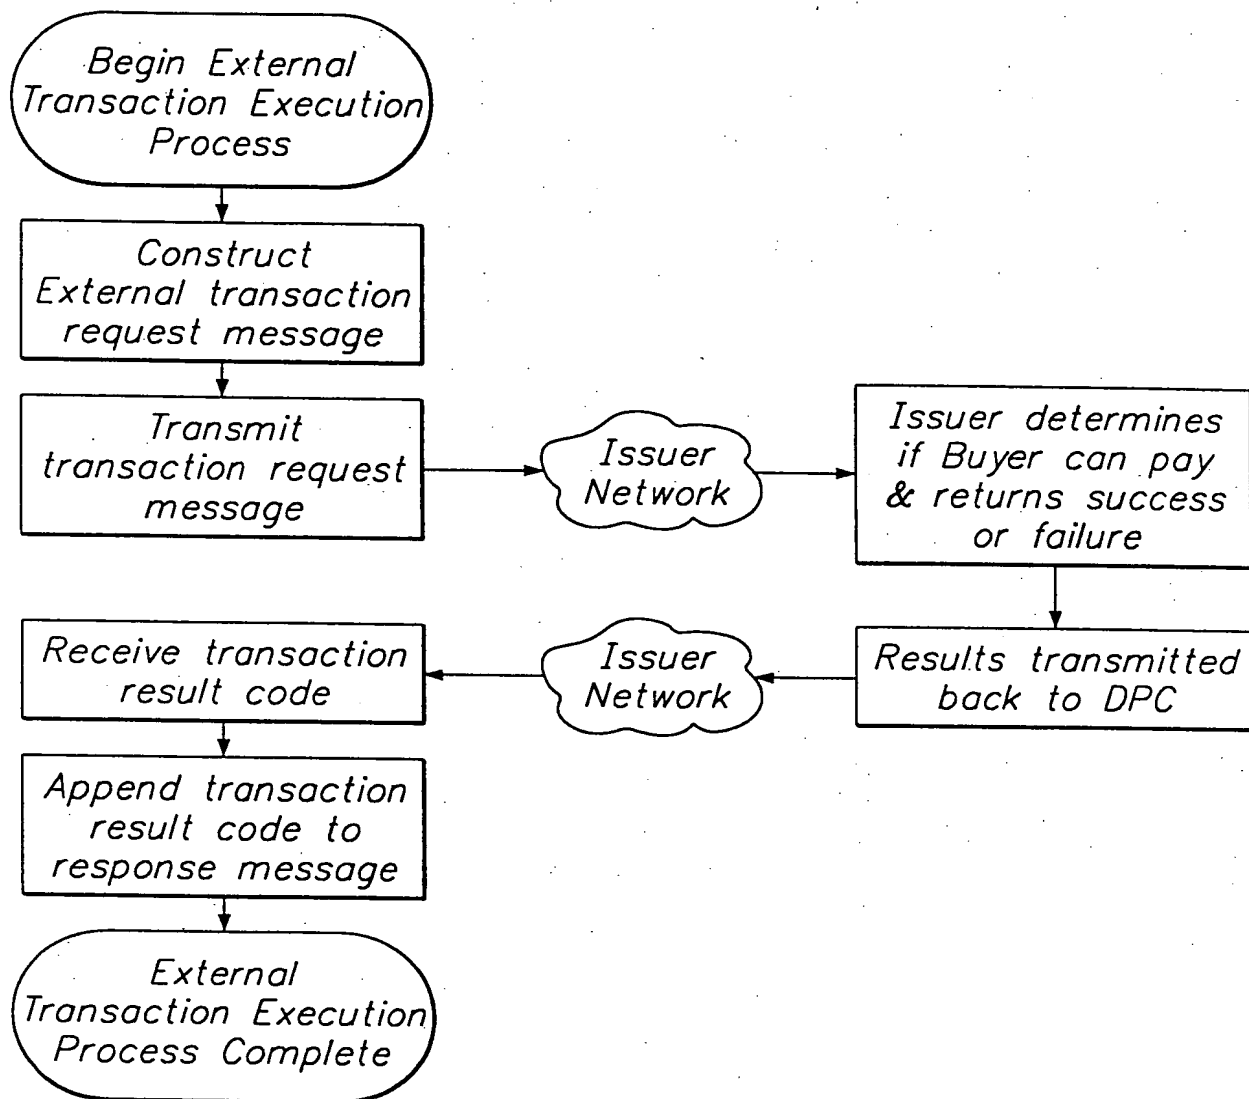 Begin External
Transaction Execution
Process
Construct
External transaction
request message
Transmit
transaction request
message
Issuer
Network
Issuer determines
if Buyer can pay
& returns success
or failure
Receive transaction
result code
Issuer
Network
Results transmitted
back to DPC
Append transaction
result code to
response message
External
Transaction Execution
Process Complete